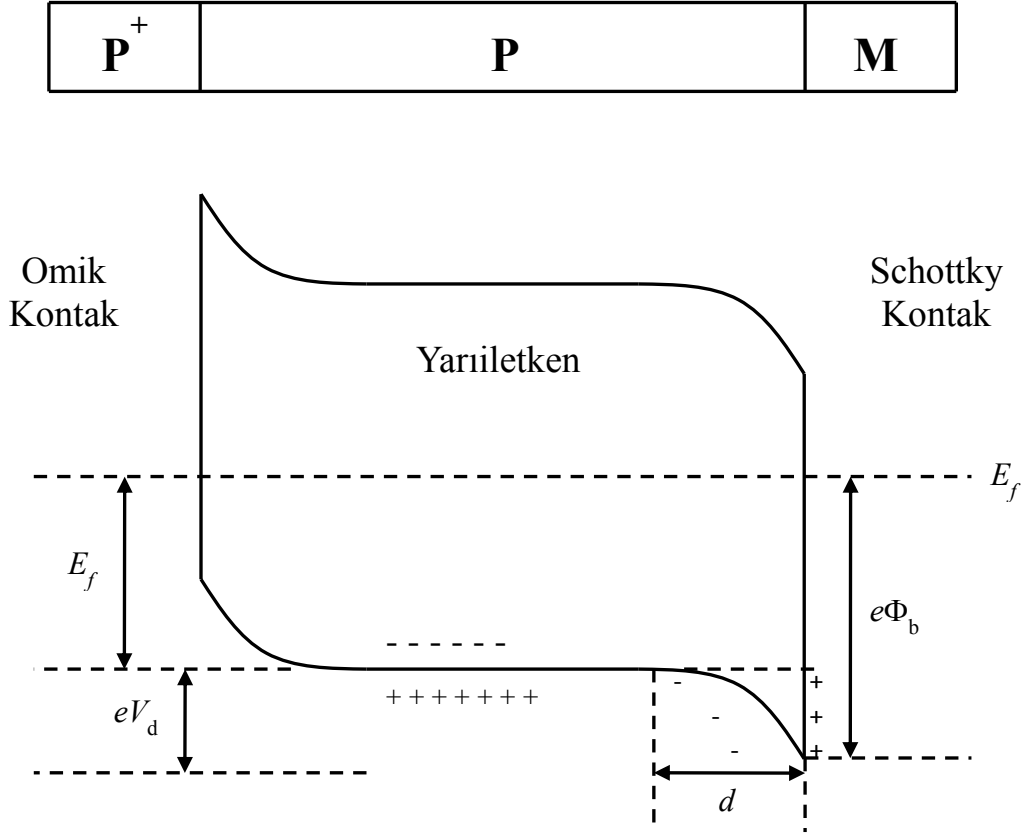 P+
P
M
Omik
Kontak
Schottky
Kontak
Yarıiletken
E_f
E_f
eΦ_b
- - - - - -
+ + + + + + +
eV_d
- +
- +
- +
d